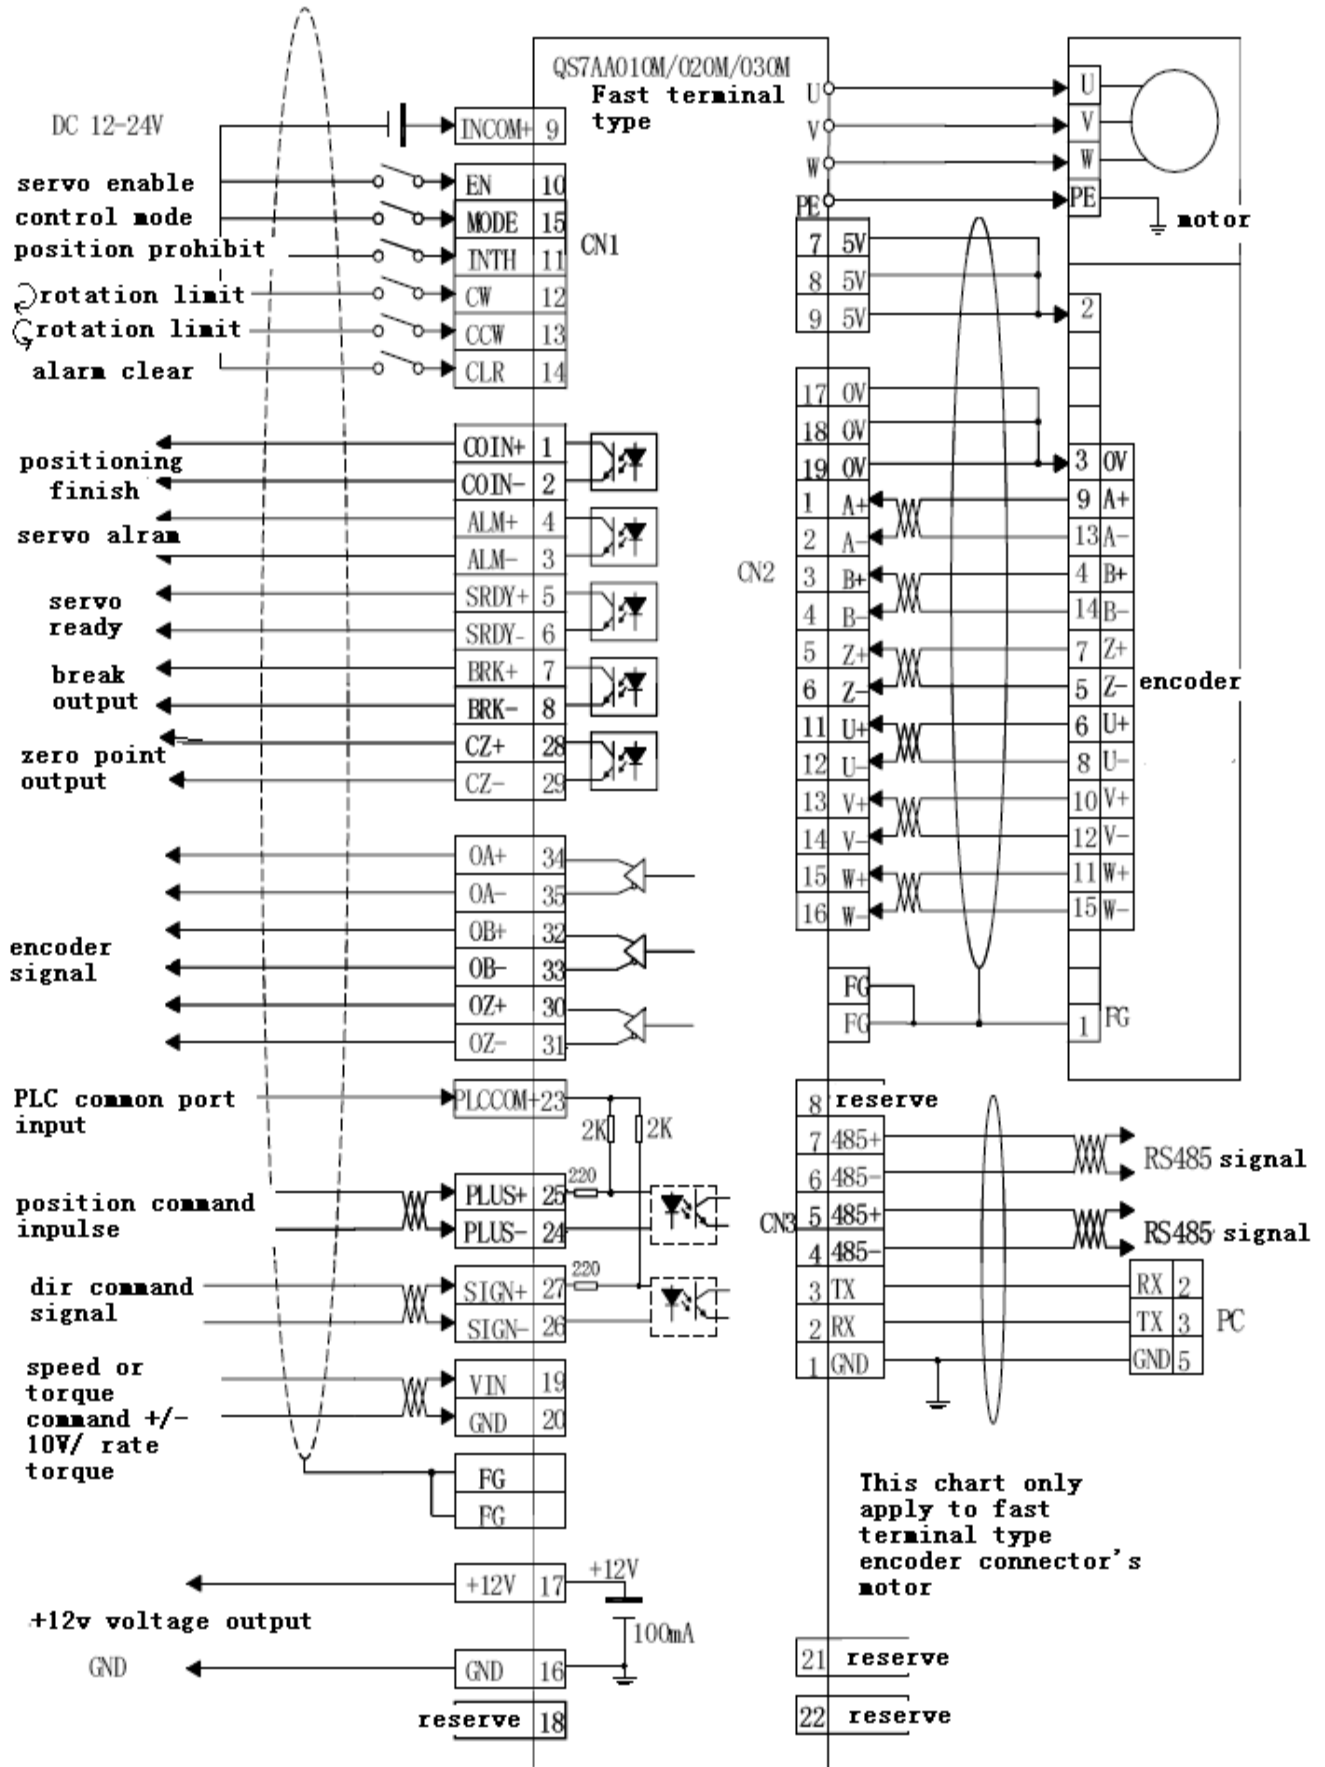 QS7AA010M/020M/030M
Fast terminal
type
DC 12-24V
INCOM+ 9
servo enable
EN 10
control mode
MODE 15
position prohibit
INTH 11
CN1
rotation limit
CW 12
rotation limit
CCW 13
alarm clear
CLR 14
positioning
finish
COIN+ 1
COIN- 2
servo alram
ALM+ 4
ALM- 3
servo
ready
SRDY+ 5
SRDY- 6
break
output
BRK+ 7
BRK- 8
zero point
output
CZ+ 28
CZ- 29
encoder
signal
OA+ 34
OA- 35
OB+ 32
OB- 33
OZ+ 30
OZ- 31
PLC common port
input
PLCCOM+ 23
2K 2K
position command
inpulse
PLUS+ 25 220
PLUS- 24
dir command
signal
SIGN+ 27 220
SIGN- 26
speed or
torque
command +/-
10V/ rate
torque
VIN 19
GND 20
FG
FG
+12V 17 +12V
+12v voltage output
100mA
GND
GND 16
reserve 18
U U
V V
W W
PE PE
motor
7 5V
8 5V
9 5V
2
17 0V
18 0V
19 0V
3 0V
CN2
1 A+
9 A+
2 A-
13 A-
3 B+
4 B+
4 B-
14 B-
5 Z+
7 Z+
6 Z-
5 Z-
encoder
11 U+
6 U+
12 U-
8 U-
13 V+
10 V+
14 V-
12 V-
15 W+
11 W+
16 W-
15 W-
FG
FG
1 FG
8 reserve
7 485+
6 485-
RS485 signal
CN3
5 485+
4 485-
RS485 signal
3 TX
RX 2
2 RX
TX 3
PC
1 GND
GND 5
This chart only
apply to fast
terminal type
encoder connector's
motor
21 reserve
22 reserve